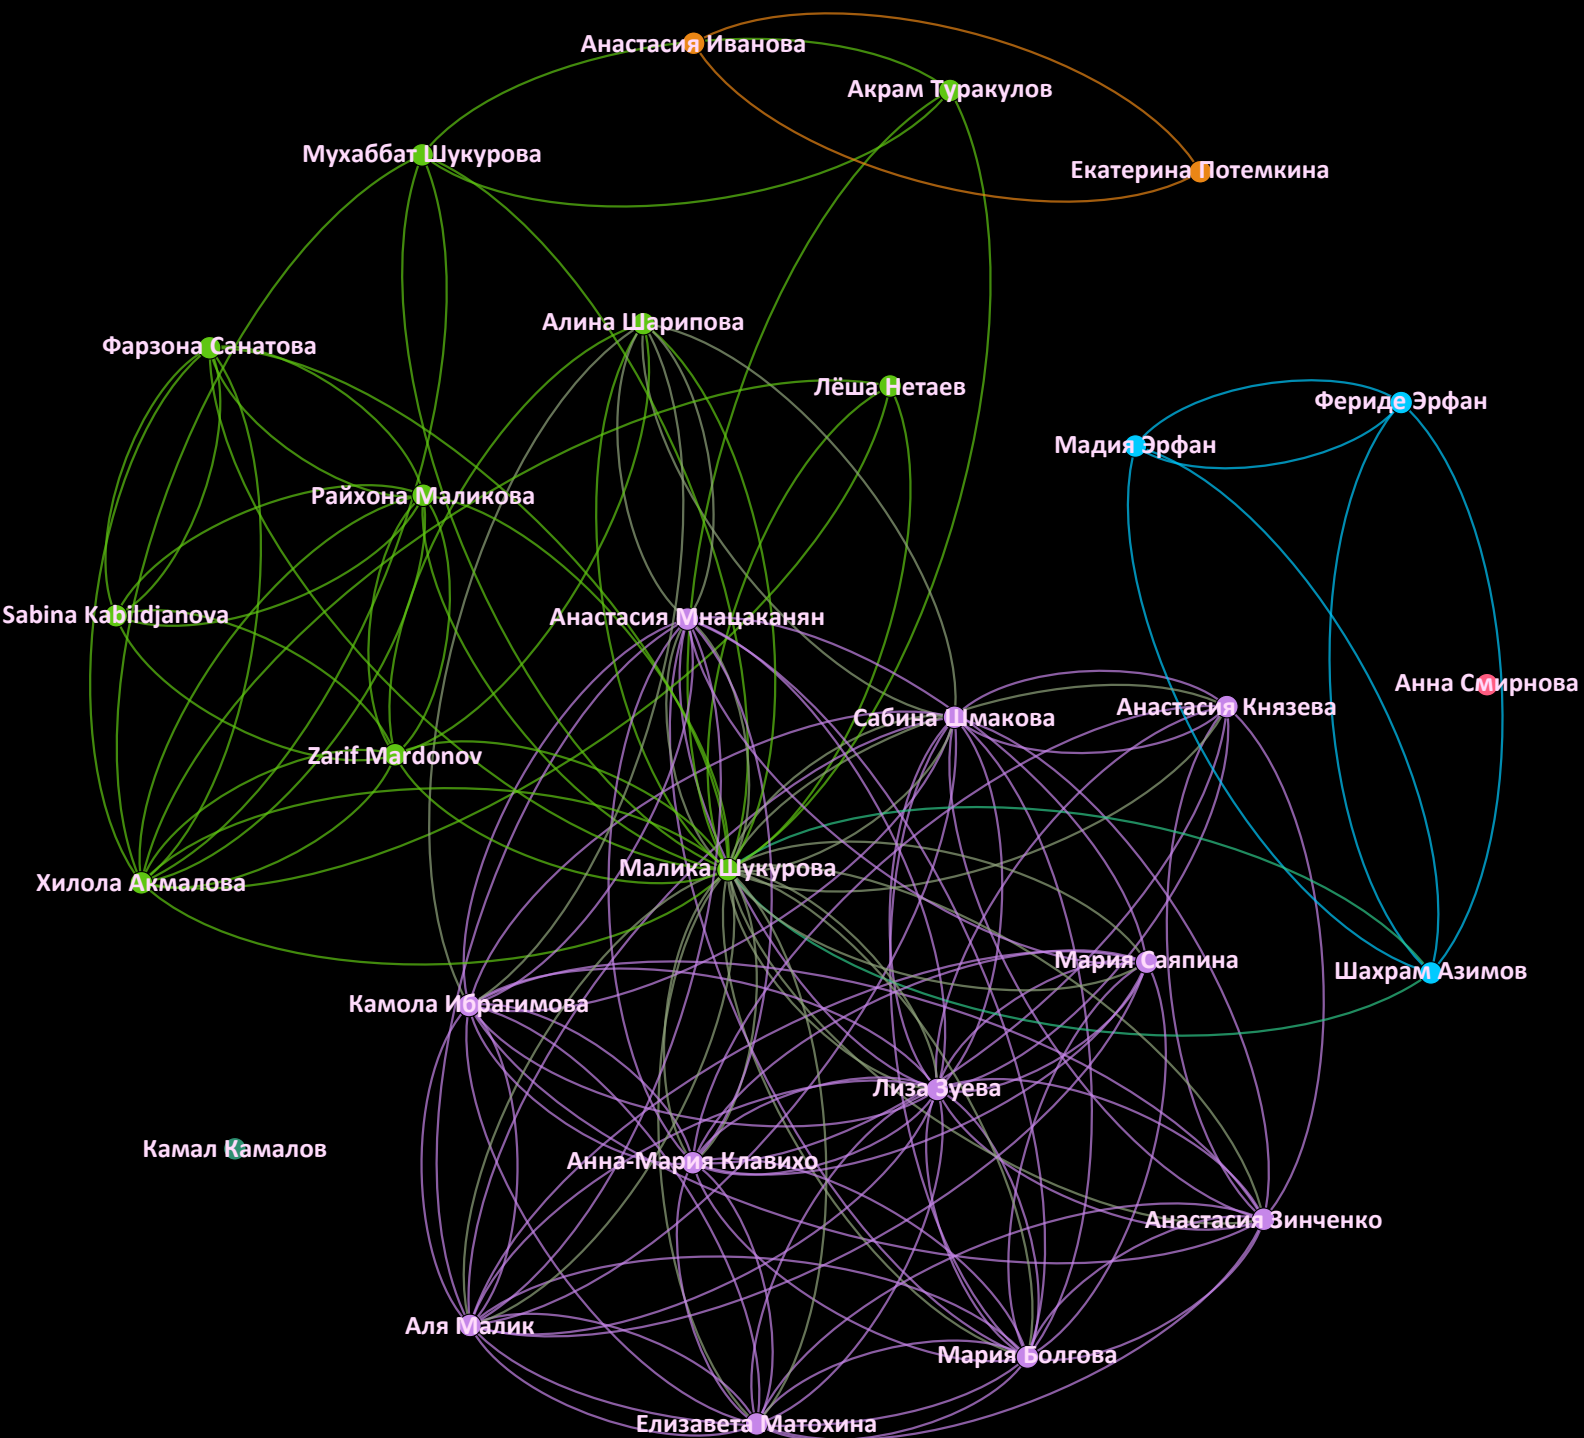 Анастасия Иванова
Акрам Туракулов
Мухаббат Шукурова
Екатерина Потемкина
Алина Шарипова
Фарзона Санатова
Лёша Нетаев
Фериде Эрфан
Мадия Эрфан
Райхона Маликова
Sabina Kabildjanova
Анастасия Мнацаканян
Анна Смирнова
Сабина Шмакова
Анастасия Князева
Zarif Mardonov
Малика Шукурова
Хилола Акмалова
Мария Саяпина
Шахрам Азимов
Камола Ибрагимова
Лиза Зуева
Камал Камалов
Анна-Мария Клавихо
Анастасия Зинченко
Аля Малик
Мария Болгова
Елизавета Матохина